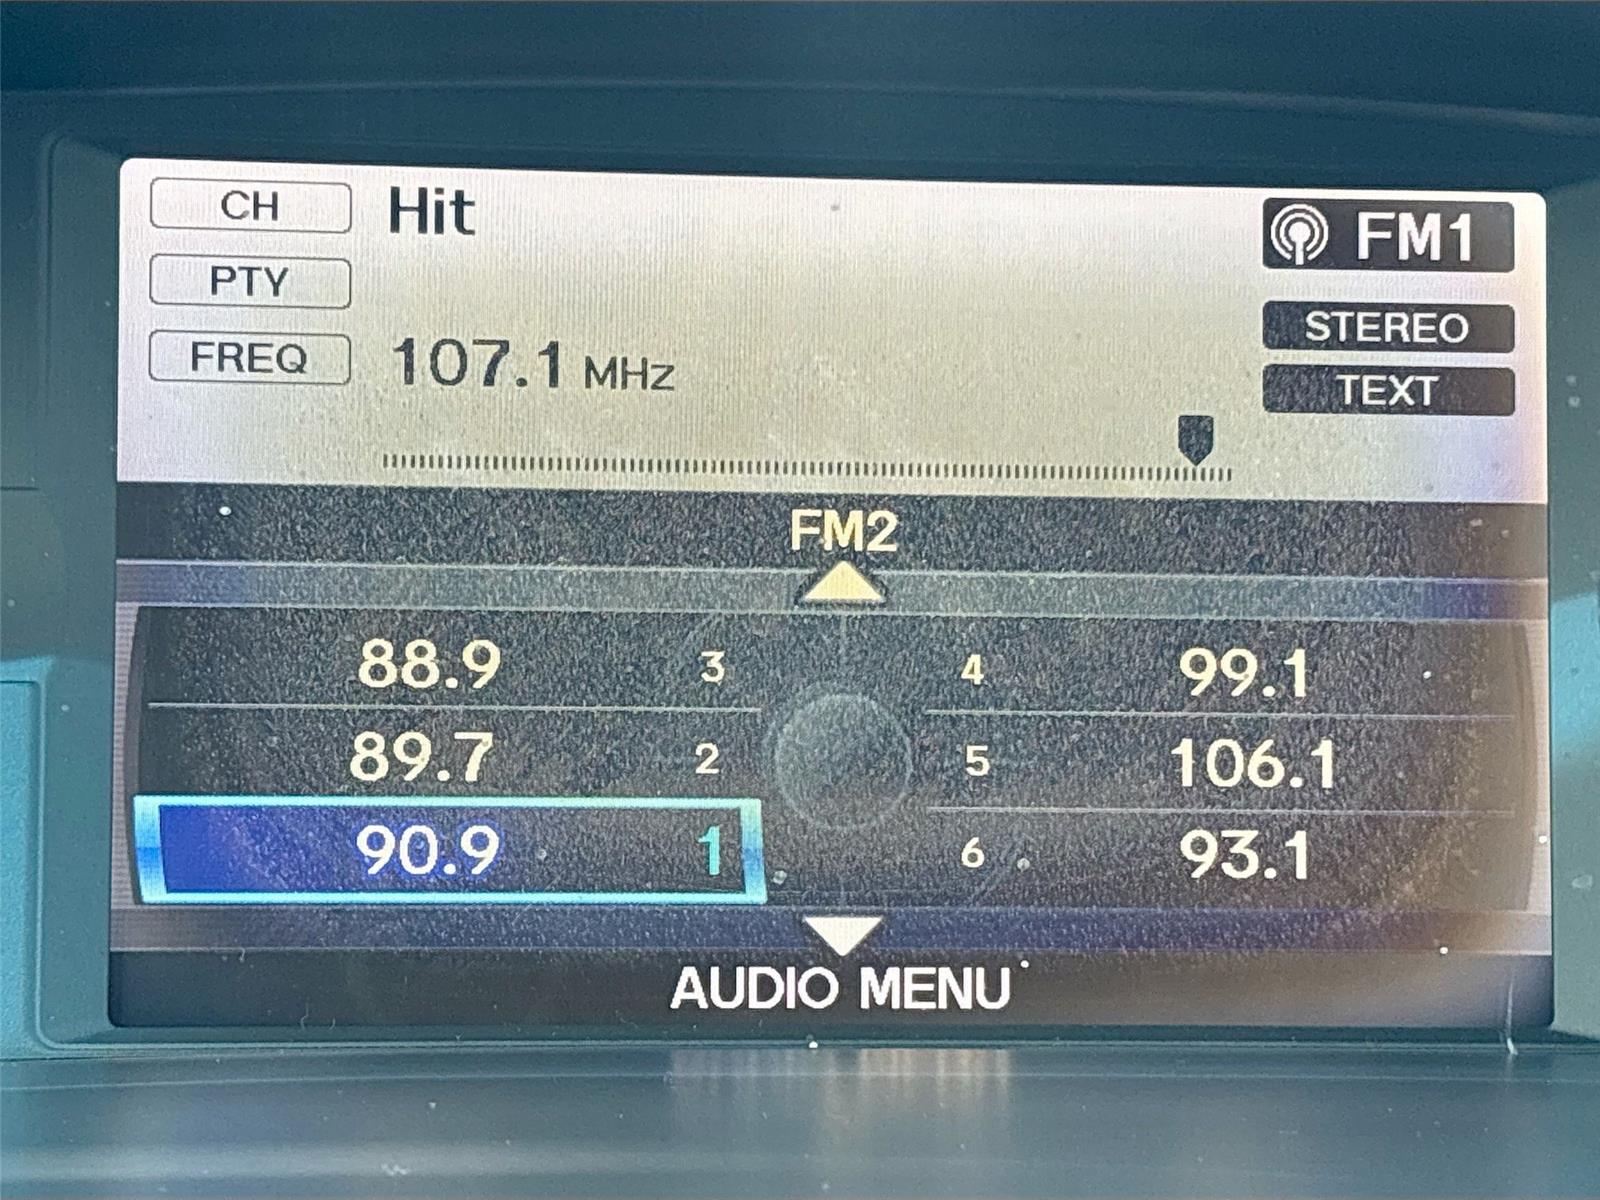 CH Hit FM1
PTY
STEREO
FREQ 107.1 MHz
TEXT
FM2
88.9 3 4 99.1
89.7 2 5 106.1
90.9 1 6 93.1
AUDIO MENU